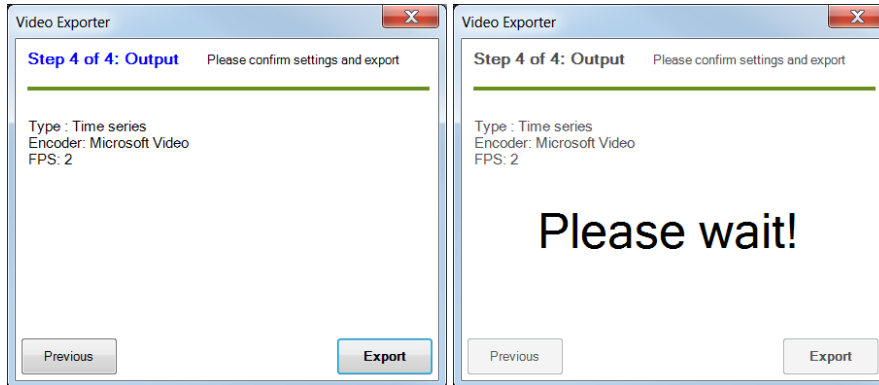 Video Exporter
Step 4 of 4: Output Please confirm settings and export
Type : Time series
Encoder: Microsoft Video
FPS: 2
Previous Export
Video Exporter
Step 4 of 4: Output Please confirm settings and export
Type : Time series
Encoder: Microsoft Video
FPS: 2
Please wait!
Previous Export